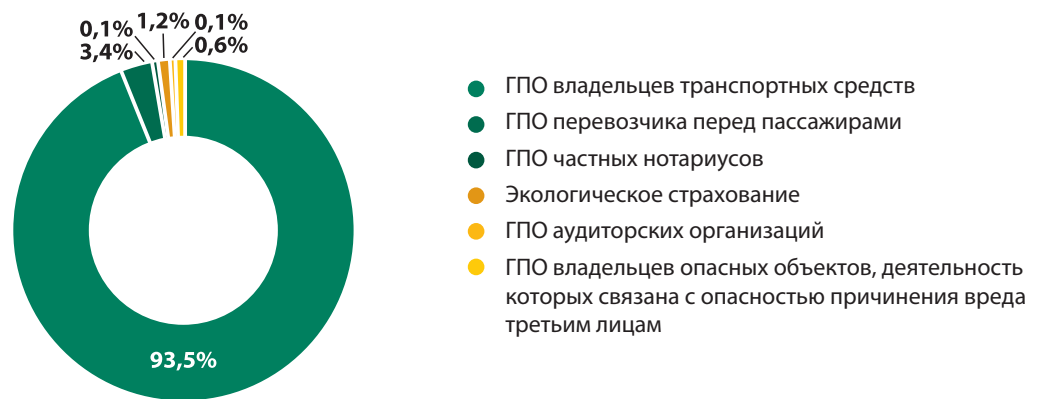 0,1% 1,2% 0,1%
3,4% 0,6%
93,5%
ГПО владельцев транспортных средств
ГПО перевозчика перед пассажирами
ГПО частных нотариусов
Экологическое страхование
ГПО аудиторских организаций
ГПО владельцев опасных объектов, деятельность
которых связана с опасностью причинения вреда
третьим лицам